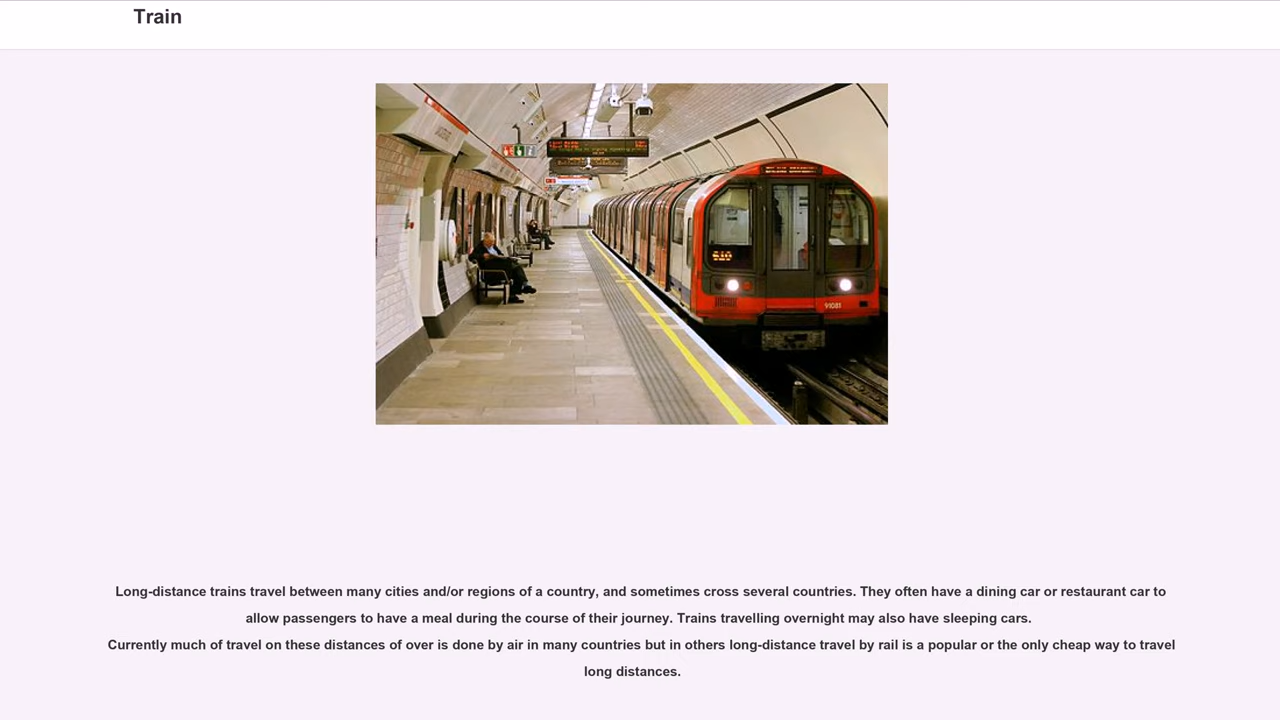 Train
91081
Long-distance trains travel between many cities and/or regions of a country, and sometimes cross several countries. They often have a dining car or restaurant car to
allow passengers to have a meal during the course of their journey. Trains travelling overnight may also have sleeping cars.
Currently much of travel on these distances of over is done by air in many countries but in others long-distance travel by rail is a popular or the only cheap way to travel
long distances.